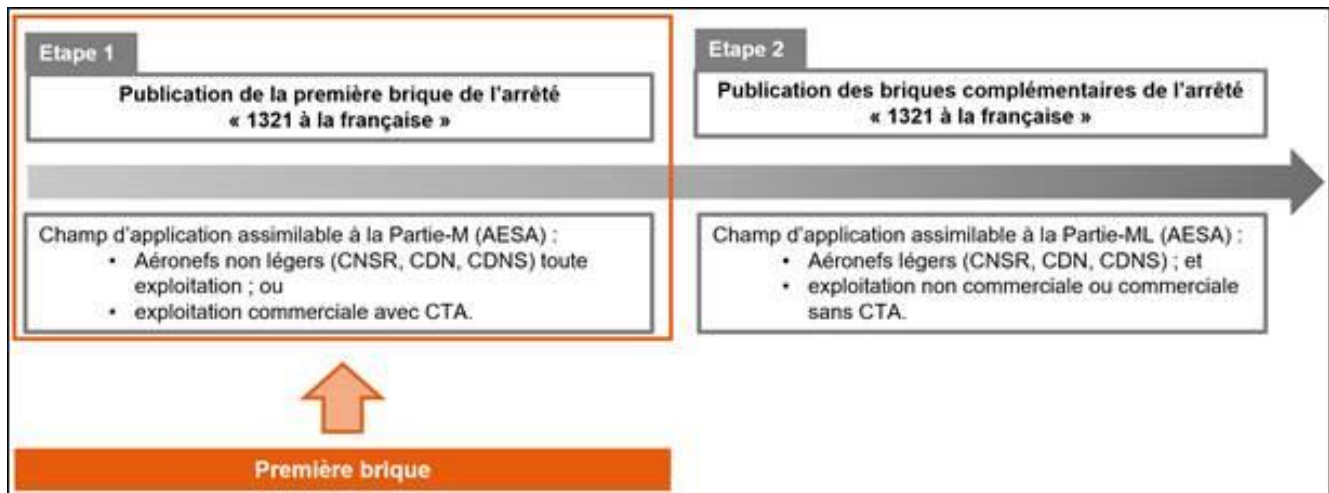 Etape 1
Publication de la première brique de l'arrêté
« 1321 à la française »
Champ d'application assimilable à la Partie-M (AESA) :
• Aéronefs non légers (CNSR, CDN, CDNS) toute
exploitation ; ou
• exploitation commerciale avec CTA.
Première brique
Etape 2
Publication des briques complémentaires de l'arrêté
« 1321 à la française »
Champ d'application assimilable à la Partie-ML (AESA) :
• Aéronefs légers (CNSR, CDN, CDNS) ; et
• exploitation non commerciale ou commerciale
sans CTA.